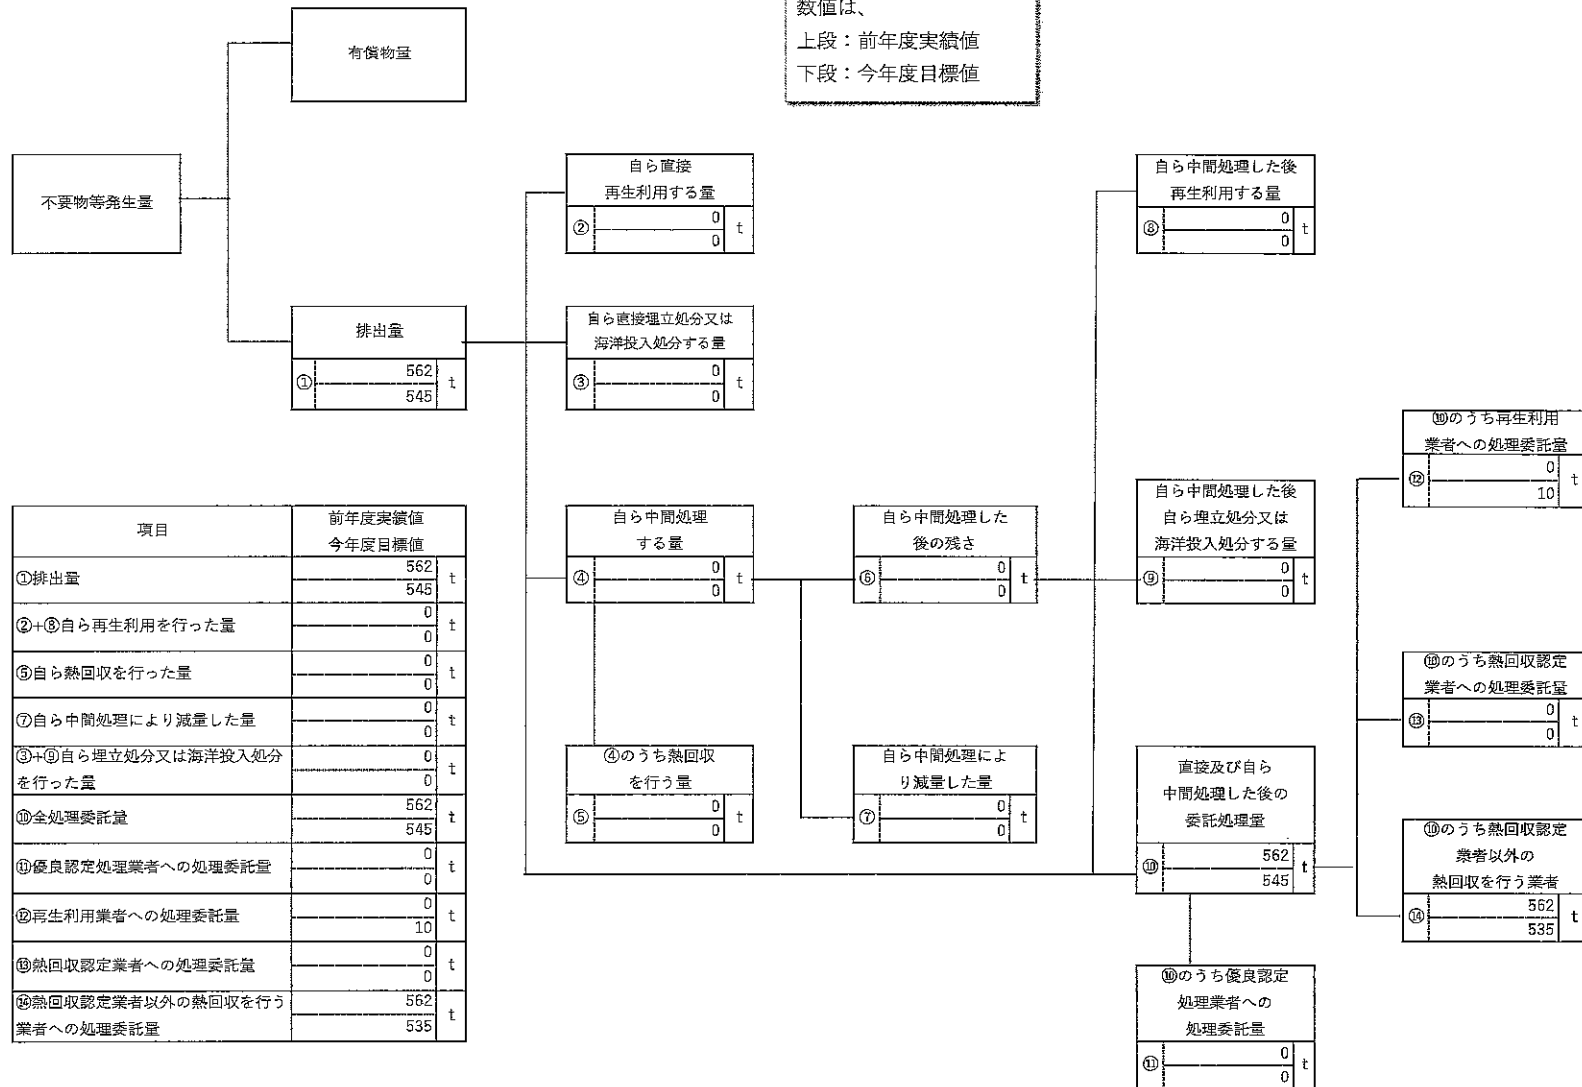 数値は、
上段：前年度実績値
下段：今年度目標値
有償物量
不要物等発生量
排出量
① 562 t
545
自ら直接
再生利用する量
② 0 t
0
自ら直接埋立処分又は
海洋投入処分する量
③ 0 t
0
自ら中間処理
する量
④ 0 t
0
④のうち熱回収
を行う量
⑤ 0 t
0
自ら中間処理した
後の残さ
⑥ 0 t
0
自ら中間処理によ
り減量した量
⑦ 0 t
0
自ら中間処理した後
再生利用する量
⑧ 0 t
0
自ら中間処理した後
自ら埋立処分又は
海洋投入処分する量
⑨ 0 t
0
直接及び自ら
中間処理した後の
委託処理量
⑩ 562 t
545
⑩のうち優良認定
処理業者への
処理委託量
⑪ 0 t
0
⑩のうち再生利用
業者への処理委託量
⑫ 0 t
10
⑩のうち熱回収認定
業者への処理委託量
⑬ 0 t
0
⑩のうち熱回収認定
業者以外の
熱回収を行う業者
⑭ 562 t
535
項目 前年度実績値
今年度目標値
①排出量 562 t
545
②+⑧自ら再生利用を行った量 0 t
0
⑤自ら熱回収を行った量 0 t
0
⑦自ら中間処理により減量した量 0 t
0
③+⑨自ら埋立処分又は海洋投入処分 0 t
を行った量 0
⑩全処理委託量 562 t
545
⑪優良認定処理業者への処理委託量 0 t
0
⑫再生利用業者への処理委託量 0 t
10
⑬熱回収認定業者への処理委託量 0 t
0
⑭熱回収認定業者以外の熱回収を行う 562 t
業者への処理委託量 535